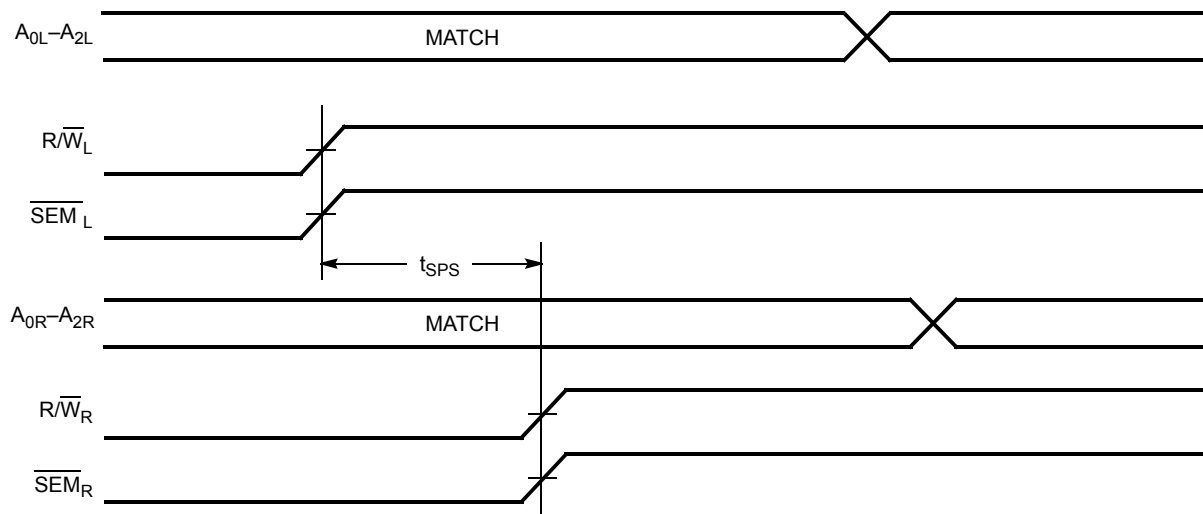 A0L–A2L
MATCH
R/W̅L
S̅E̅M̅ L
tSPS
A0R–A2R
MATCH
R/W̅R
S̅E̅M̅R